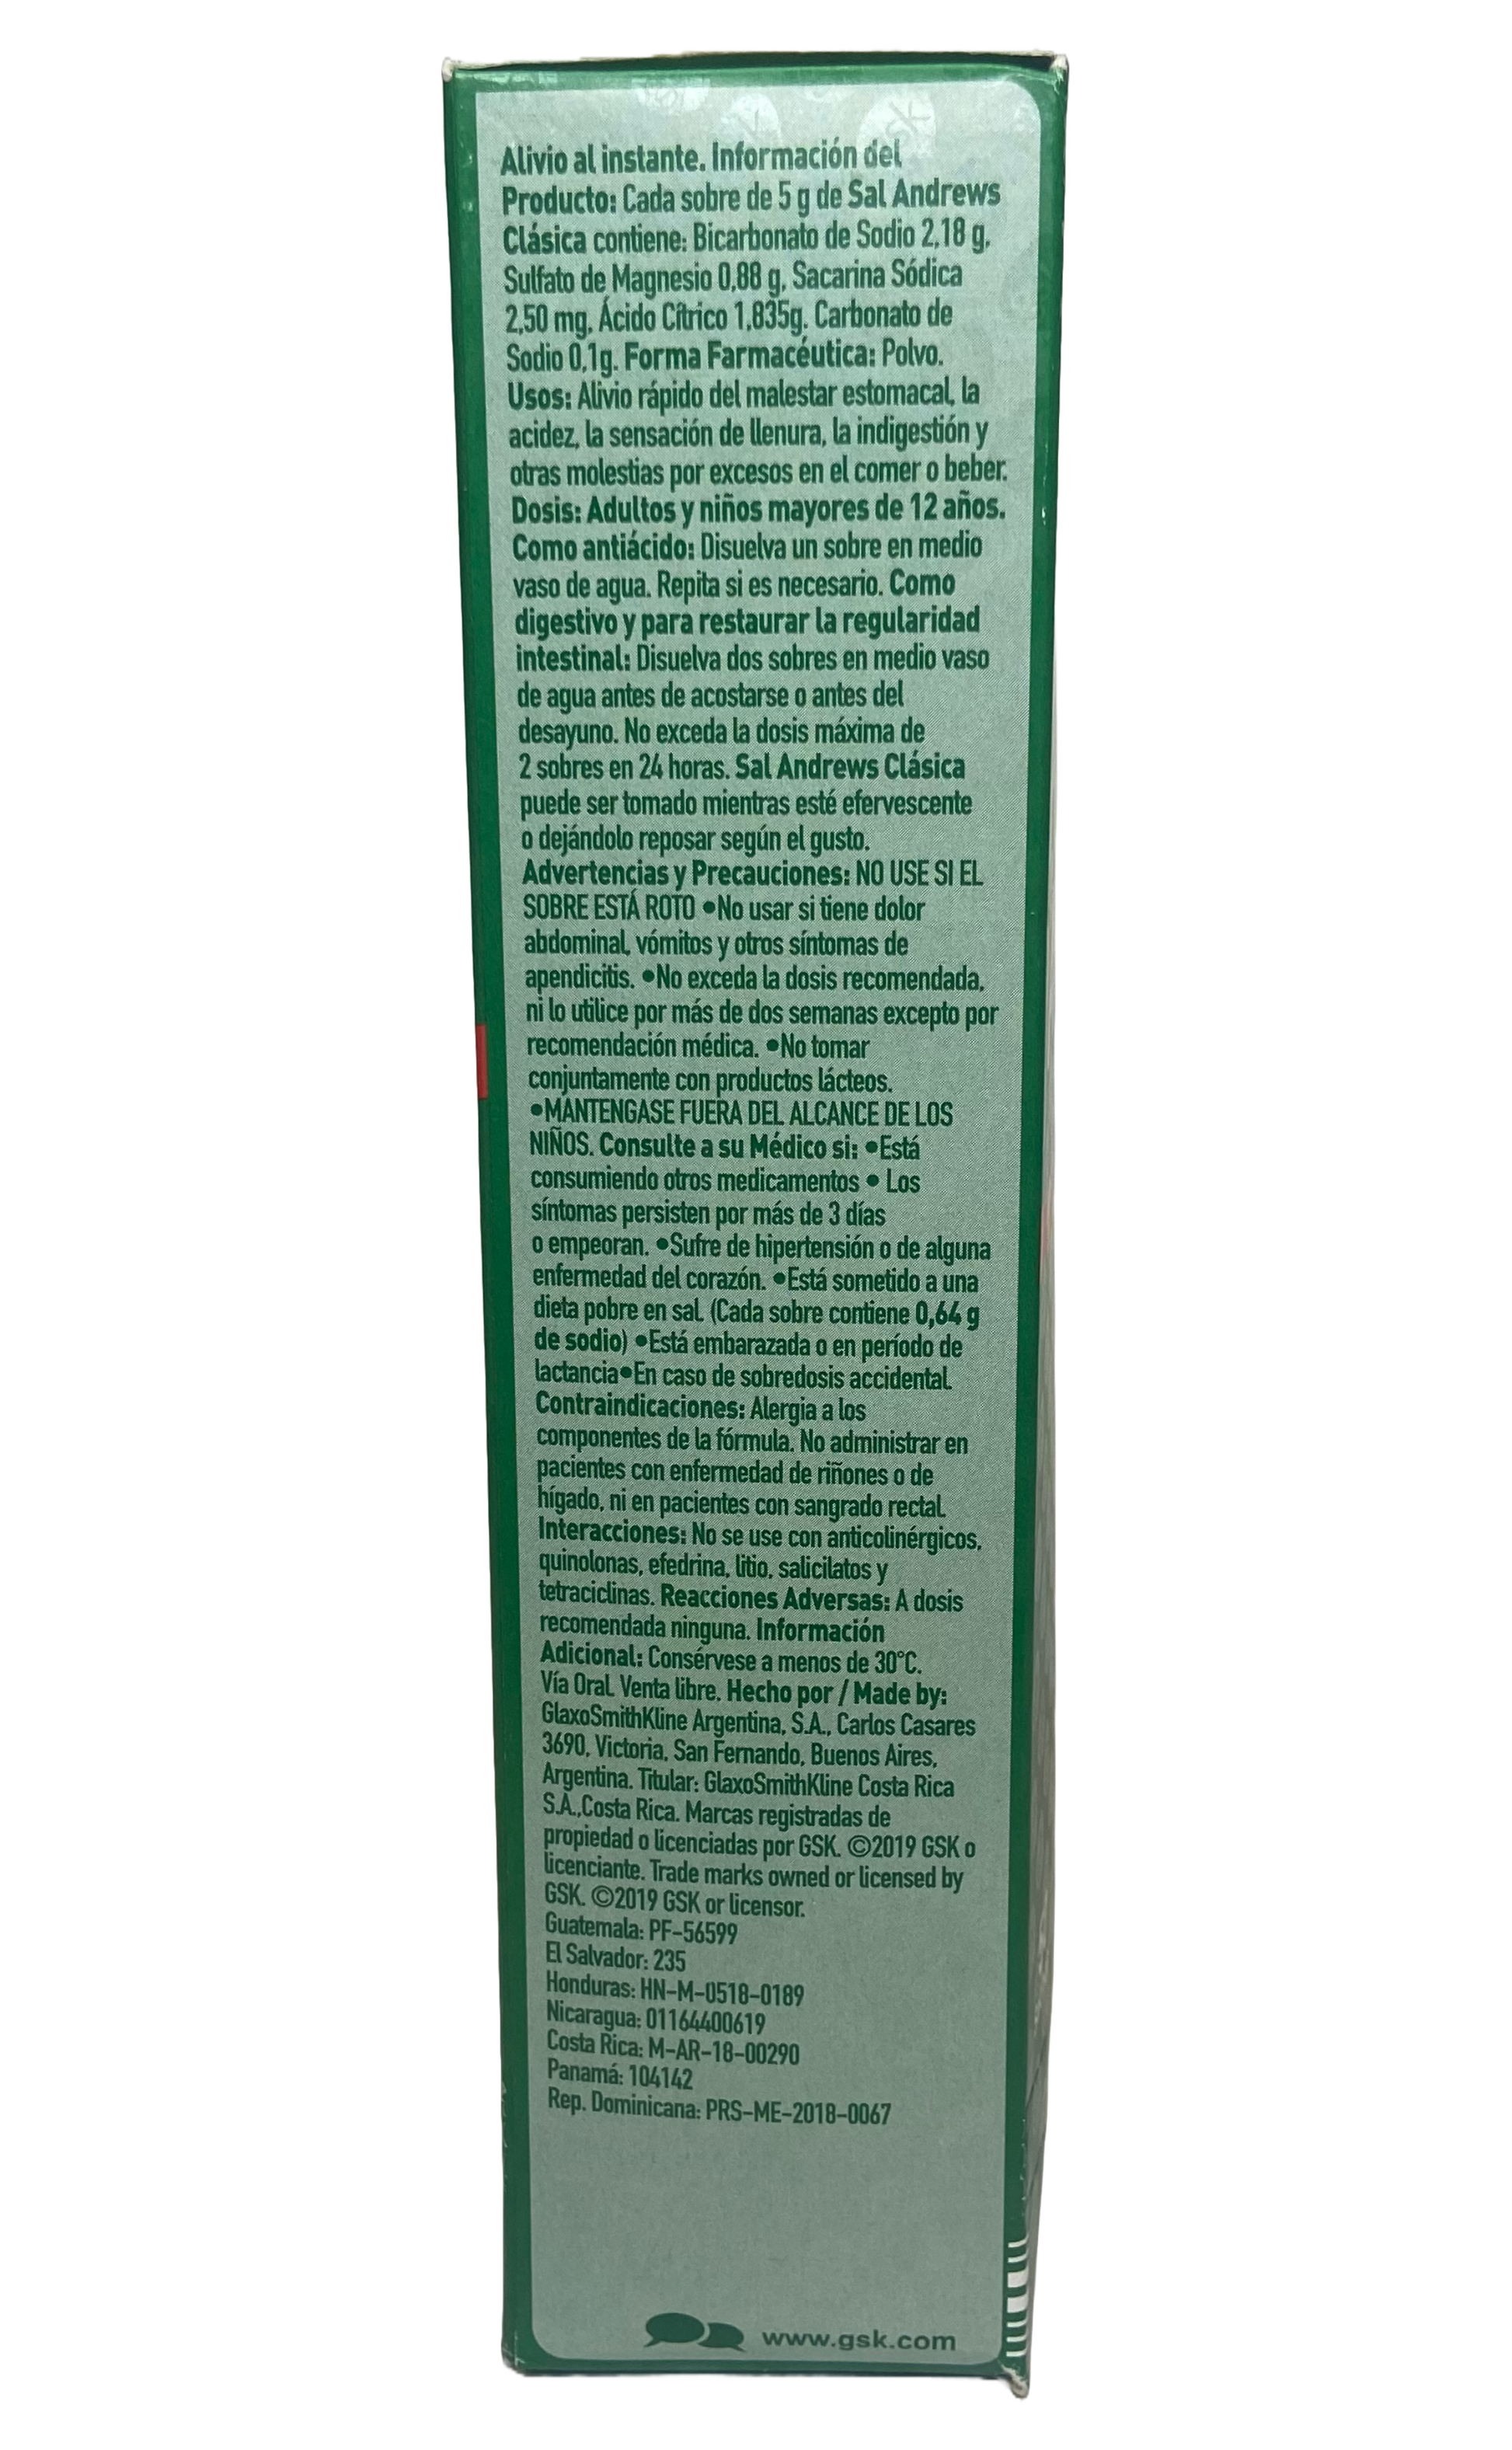 Alivio al instante. Información del
Producto: Cada sobre de 5 g de Sal Andrews
Clásica contiene: Bicarbonato de Sodio 2,18 g,
Sulfato de Magnesio 0,88 g, Sacarina Sódica
2,50 mg, Ácido Cítrico 1,835g, Carbonato de
Sodio 0,1g. Forma Farmacéutica: Polvo.
Usos: Alivio rápido del malestar estomacal, la
acidez, la sensación de llenura, la indigestión y
otras molestias por excesos en el comer o beber.
Dosis: Adultos y niños mayores de 12 años.
Como antiácido: Disuelva un sobre en medio
vaso de agua. Repita si es necesario. Como
digestivo y para restaurar la regularidad
intestinal: Disuelva dos sobres en medio vaso
de agua antes de acostarse o antes del
desayuno. No exceda la dosis máxima de
2 sobres en 24 horas. Sal Andrews Clásica
puede ser tomado mientras esté efervescente
o dejándolo reposar según el gusto.
Advertencias y Precauciones: NO USE SI EL
SOBRE ESTÁ ROTO •No usar si tiene dolor
abdominal, vómitos y otros síntomas de
apendicitis. •No exceda la dosis recomendada,
ni lo utilice por más de dos semanas excepto por
recomendación médica. •No tomar
conjuntamente con productos lácteos.
•MANTENGASE FUERA DEL ALCANCE DE LOS
NIÑOS. Consulte a su Médico si: •Está
consumiendo otros medicamentos • Los
síntomas persisten por más de 3 días
o empeoran. •Sufre de hipertensión o de alguna
enfermedad del corazón. •Está sometido a una
dieta pobre en sal. (Cada sobre contiene 0,64 g
de sodio) •Está embarazada o en período de
lactancia•En caso de sobredosis accidental.
Contraindicaciones: Alergia a los
componentes de la fórmula. No administrar en
pacientes con enfermedad de riñones o de
hígado, ni en pacientes con sangrado rectal.
Interacciones: No se use con anticolinérgicos,
quinolonas, efedrina, litio, salicilatos y
tetraciclinas. Reacciones Adversas: A dosis
recomendada ninguna. Información
Adicional: Consérvese a menos de 30°C.
Vía Oral. Venta libre. Hecho por / Made by:
GlaxoSmithKline Argentina, S.A., Carlos Casares
3690, Victoria, San Fernando, Buenos Aires,
Argentina. Titular: GlaxoSmithKline Costa Rica
S.A.,Costa Rica. Marcas registradas de
propiedad o licenciadas por GSK. ©2019 GSK o
licenciante. Trade marks owned or licensed by
GSK. ©2019 GSK or licensor.
Guatemala: PF-56599
El Salvador: 235
Honduras: HN-M-0518-0189
Nicaragua: 01164400619
Costa Rica: M-AR-18-00290
Panamá: 104142
Rep. Dominicana: PRS-ME-2018-0067
www.gsk.com